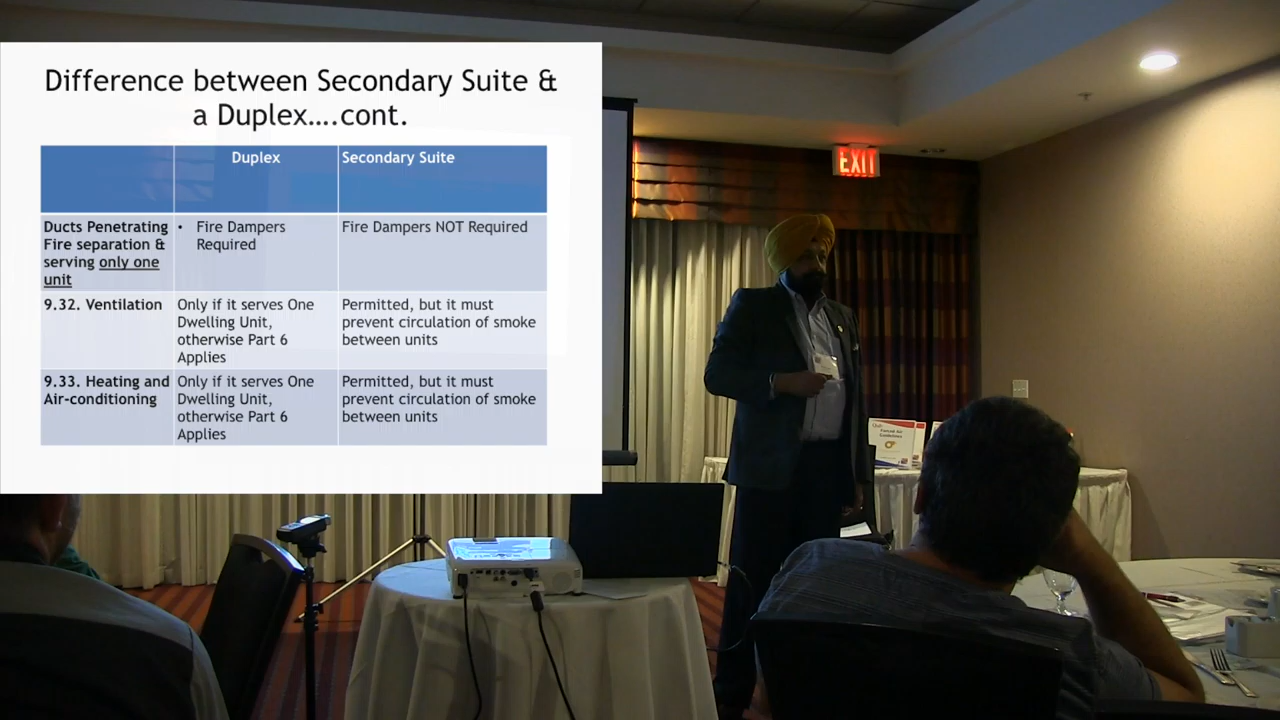 Difference between Secondary Suite &
a Duplex....cont.
Duplex
Secondary Suite
Ducts Penetrating
Fire separation &
serving only one
unit
• Fire Dampers
Required
Fire Dampers NOT Required
9.32. Ventilation
Only if it serves One
Dwelling Unit,
otherwise Part 6
Applies
Permitted, but it must
prevent circulation of smoke
between units
9.33. Heating and
Air-conditioning
Only if it serves One
Dwelling Unit,
otherwise Part 6
Applies
Permitted, but it must
prevent circulation of smoke
between units
EXIT
Forced Air
Guidelines